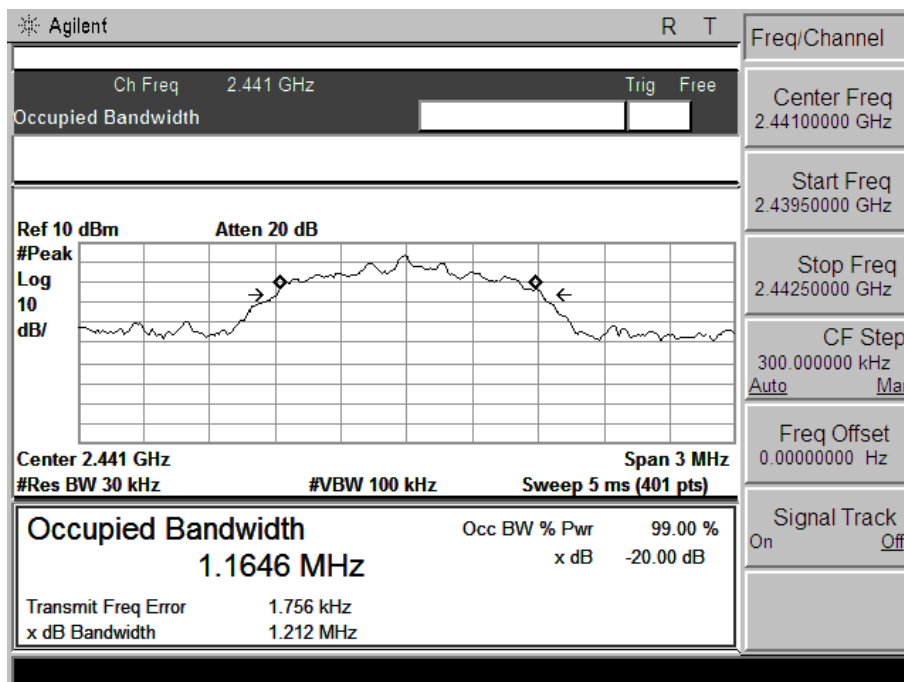 Agilent R T
Ch Freq 2.441 GHz Trig Free
Occupied Bandwidth
Ref 10 dBm Atten 20 dB
#Peak
Log
10
dB/
Center 2.441 GHz Span 3 MHz
#Res BW 30 kHz #VBW 100 kHz Sweep 5 ms (401 pts)
Occupied Bandwidth Occ BW % Pwr 99.00 %
1.1646 MHz x dB -20.00 dB
Transmit Freq Error 1.756 kHz
x dB Bandwidth 1.212 MHz
Freq/Channel
Center Freq
2.44100000 GHz
Start Freq
2.43950000 GHz
Stop Freq
2.44250000 GHz
CF Step
300.000000 kHz
Auto Man
Freq Offset
0.00000000 Hz
Signal Track
On Off